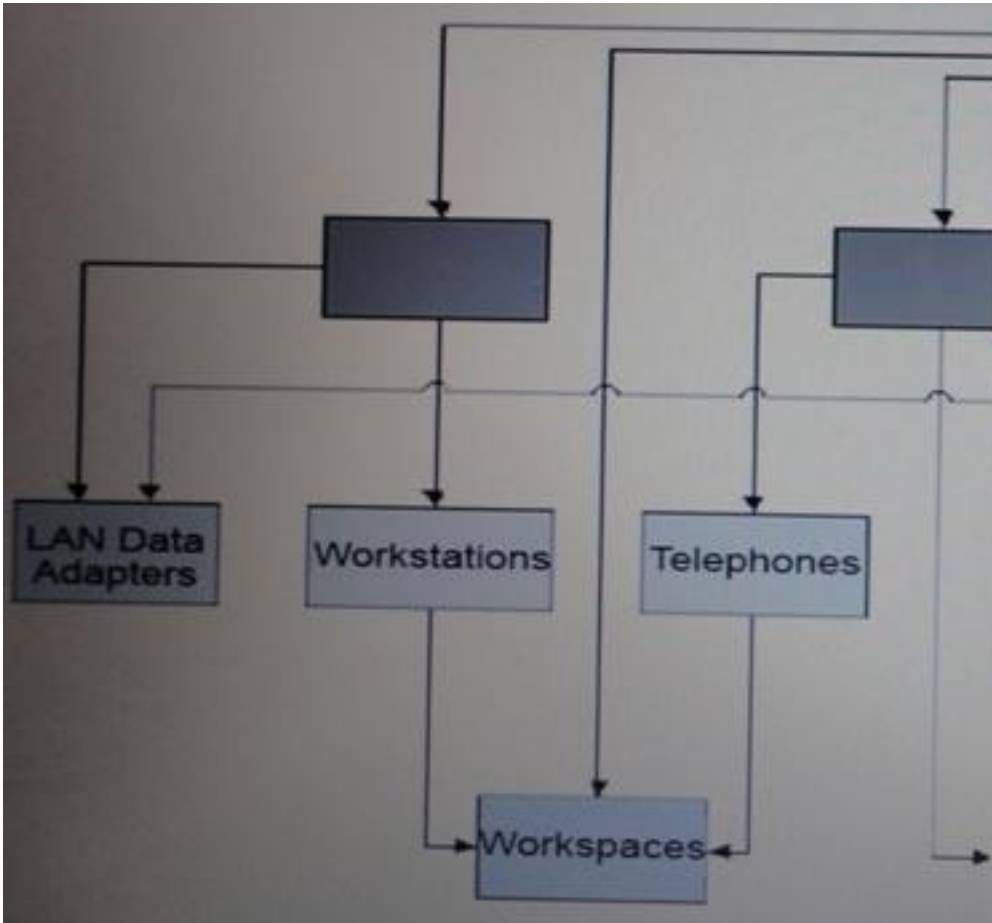 LAN Data
Adapters
Workstations
Telephones
Workspaces